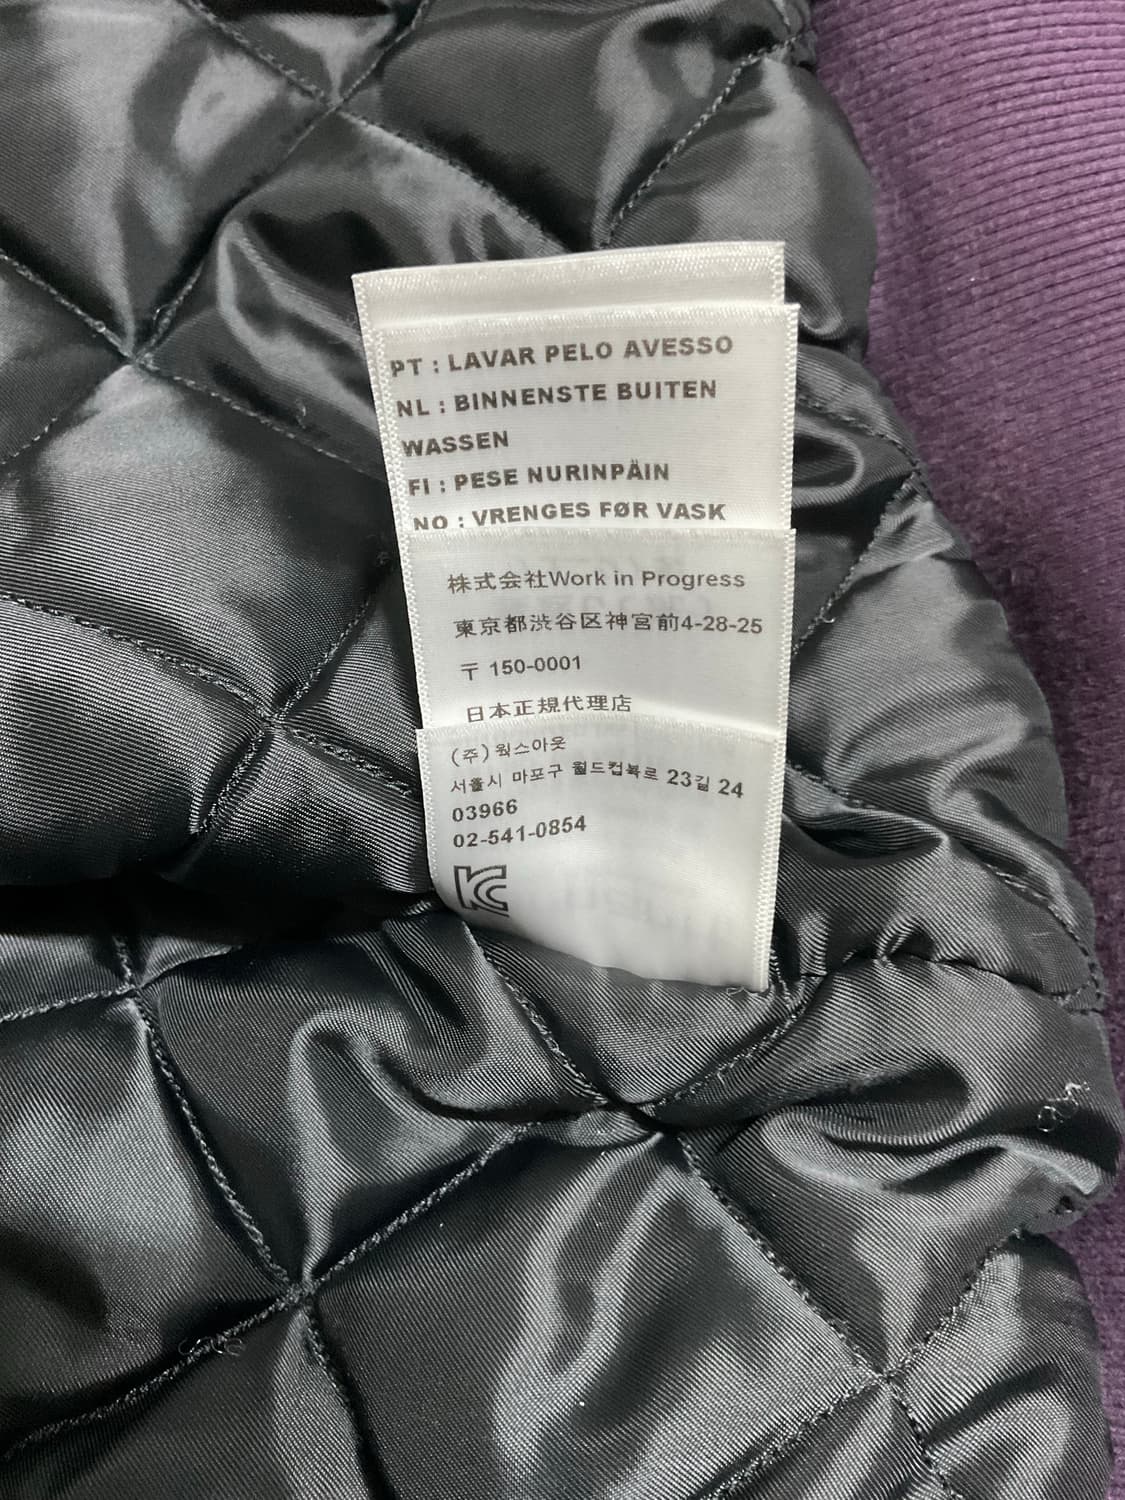 PT : LAVAR PELO AVESSO
NL : BINNENSTE BUITEN
WASSEN
FI : PESE NURINPÄIN
NO : VRENGES FØR VASK
株式会社Work in Progress
東京都渋谷区神宮前4-28-25
〒 150-0001
日本正規代理店
(주) 웍스아웃
서울시 마포구 월드컵북로 23길 24
03966
02-541-0854